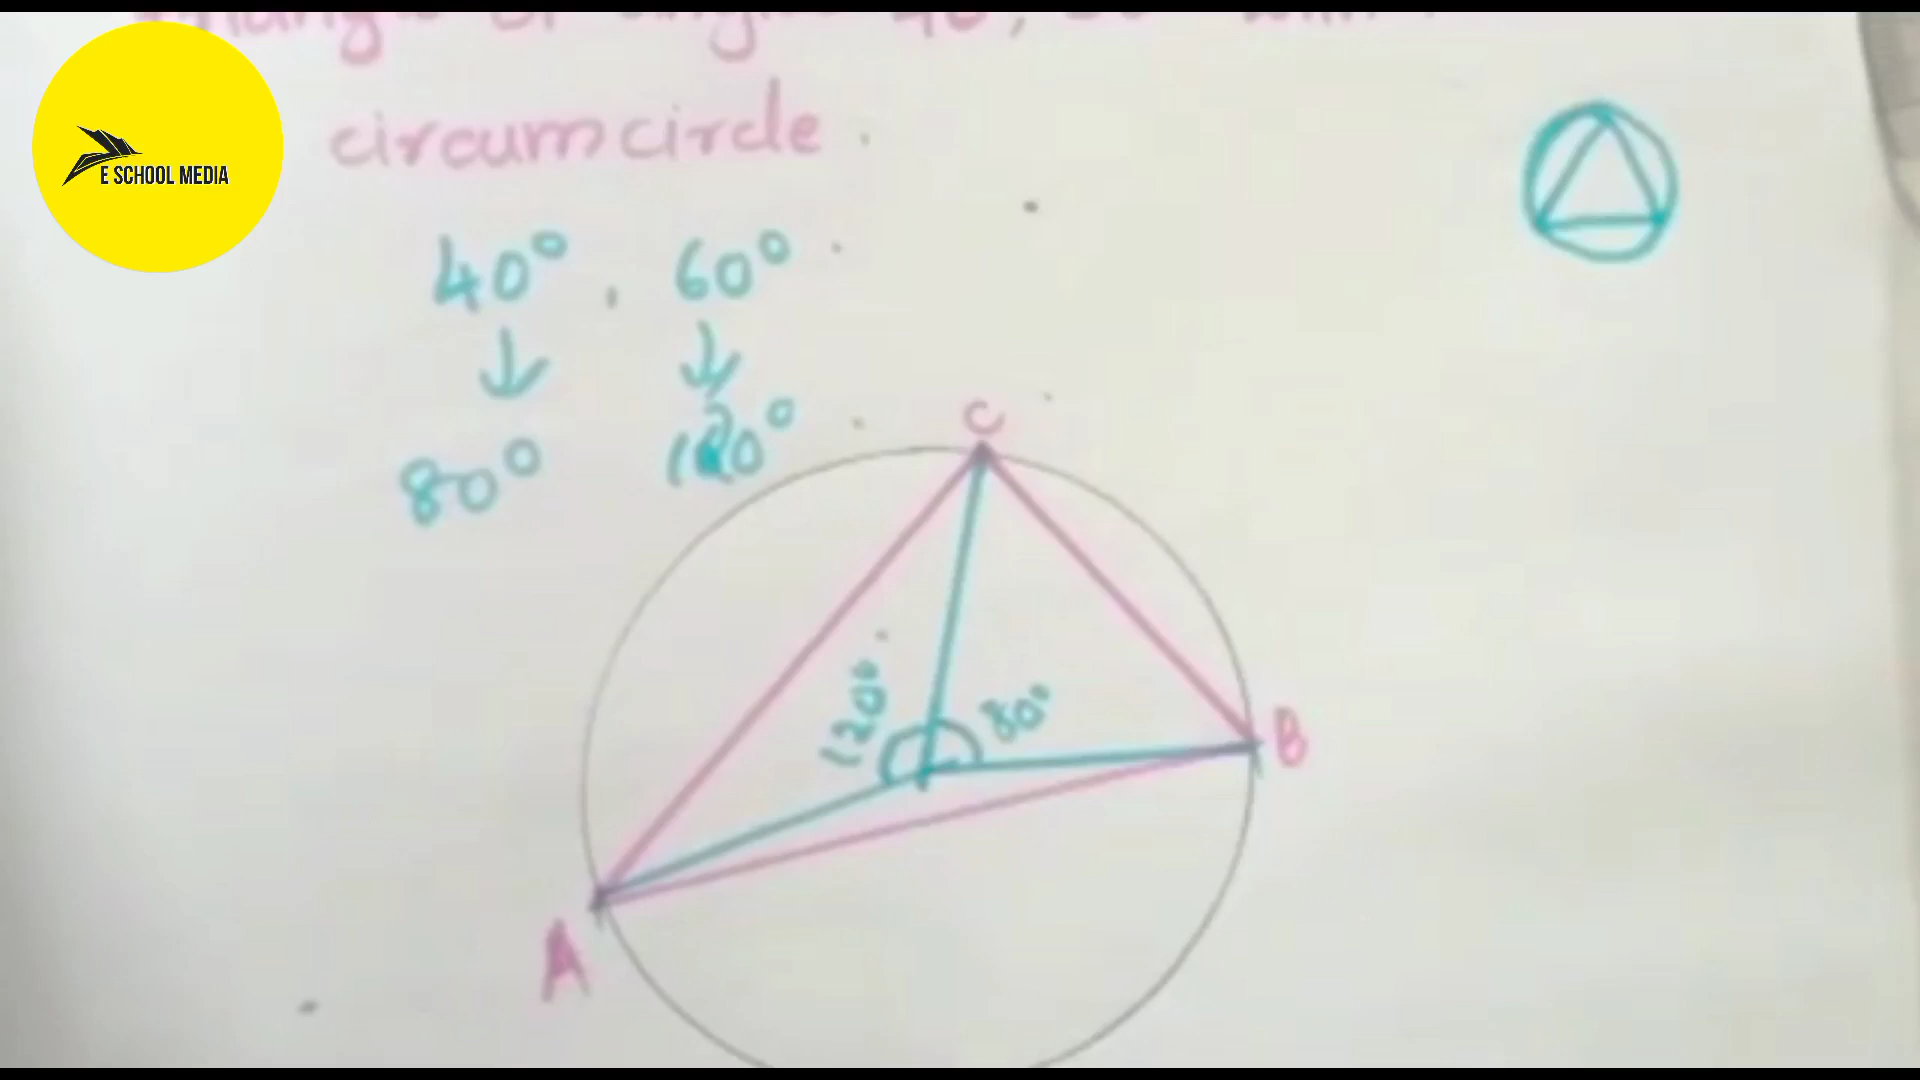 E SCHOOL MEDIA
circumcircle.
40° , 60°
80° 120°
C
120° 80°
B
A